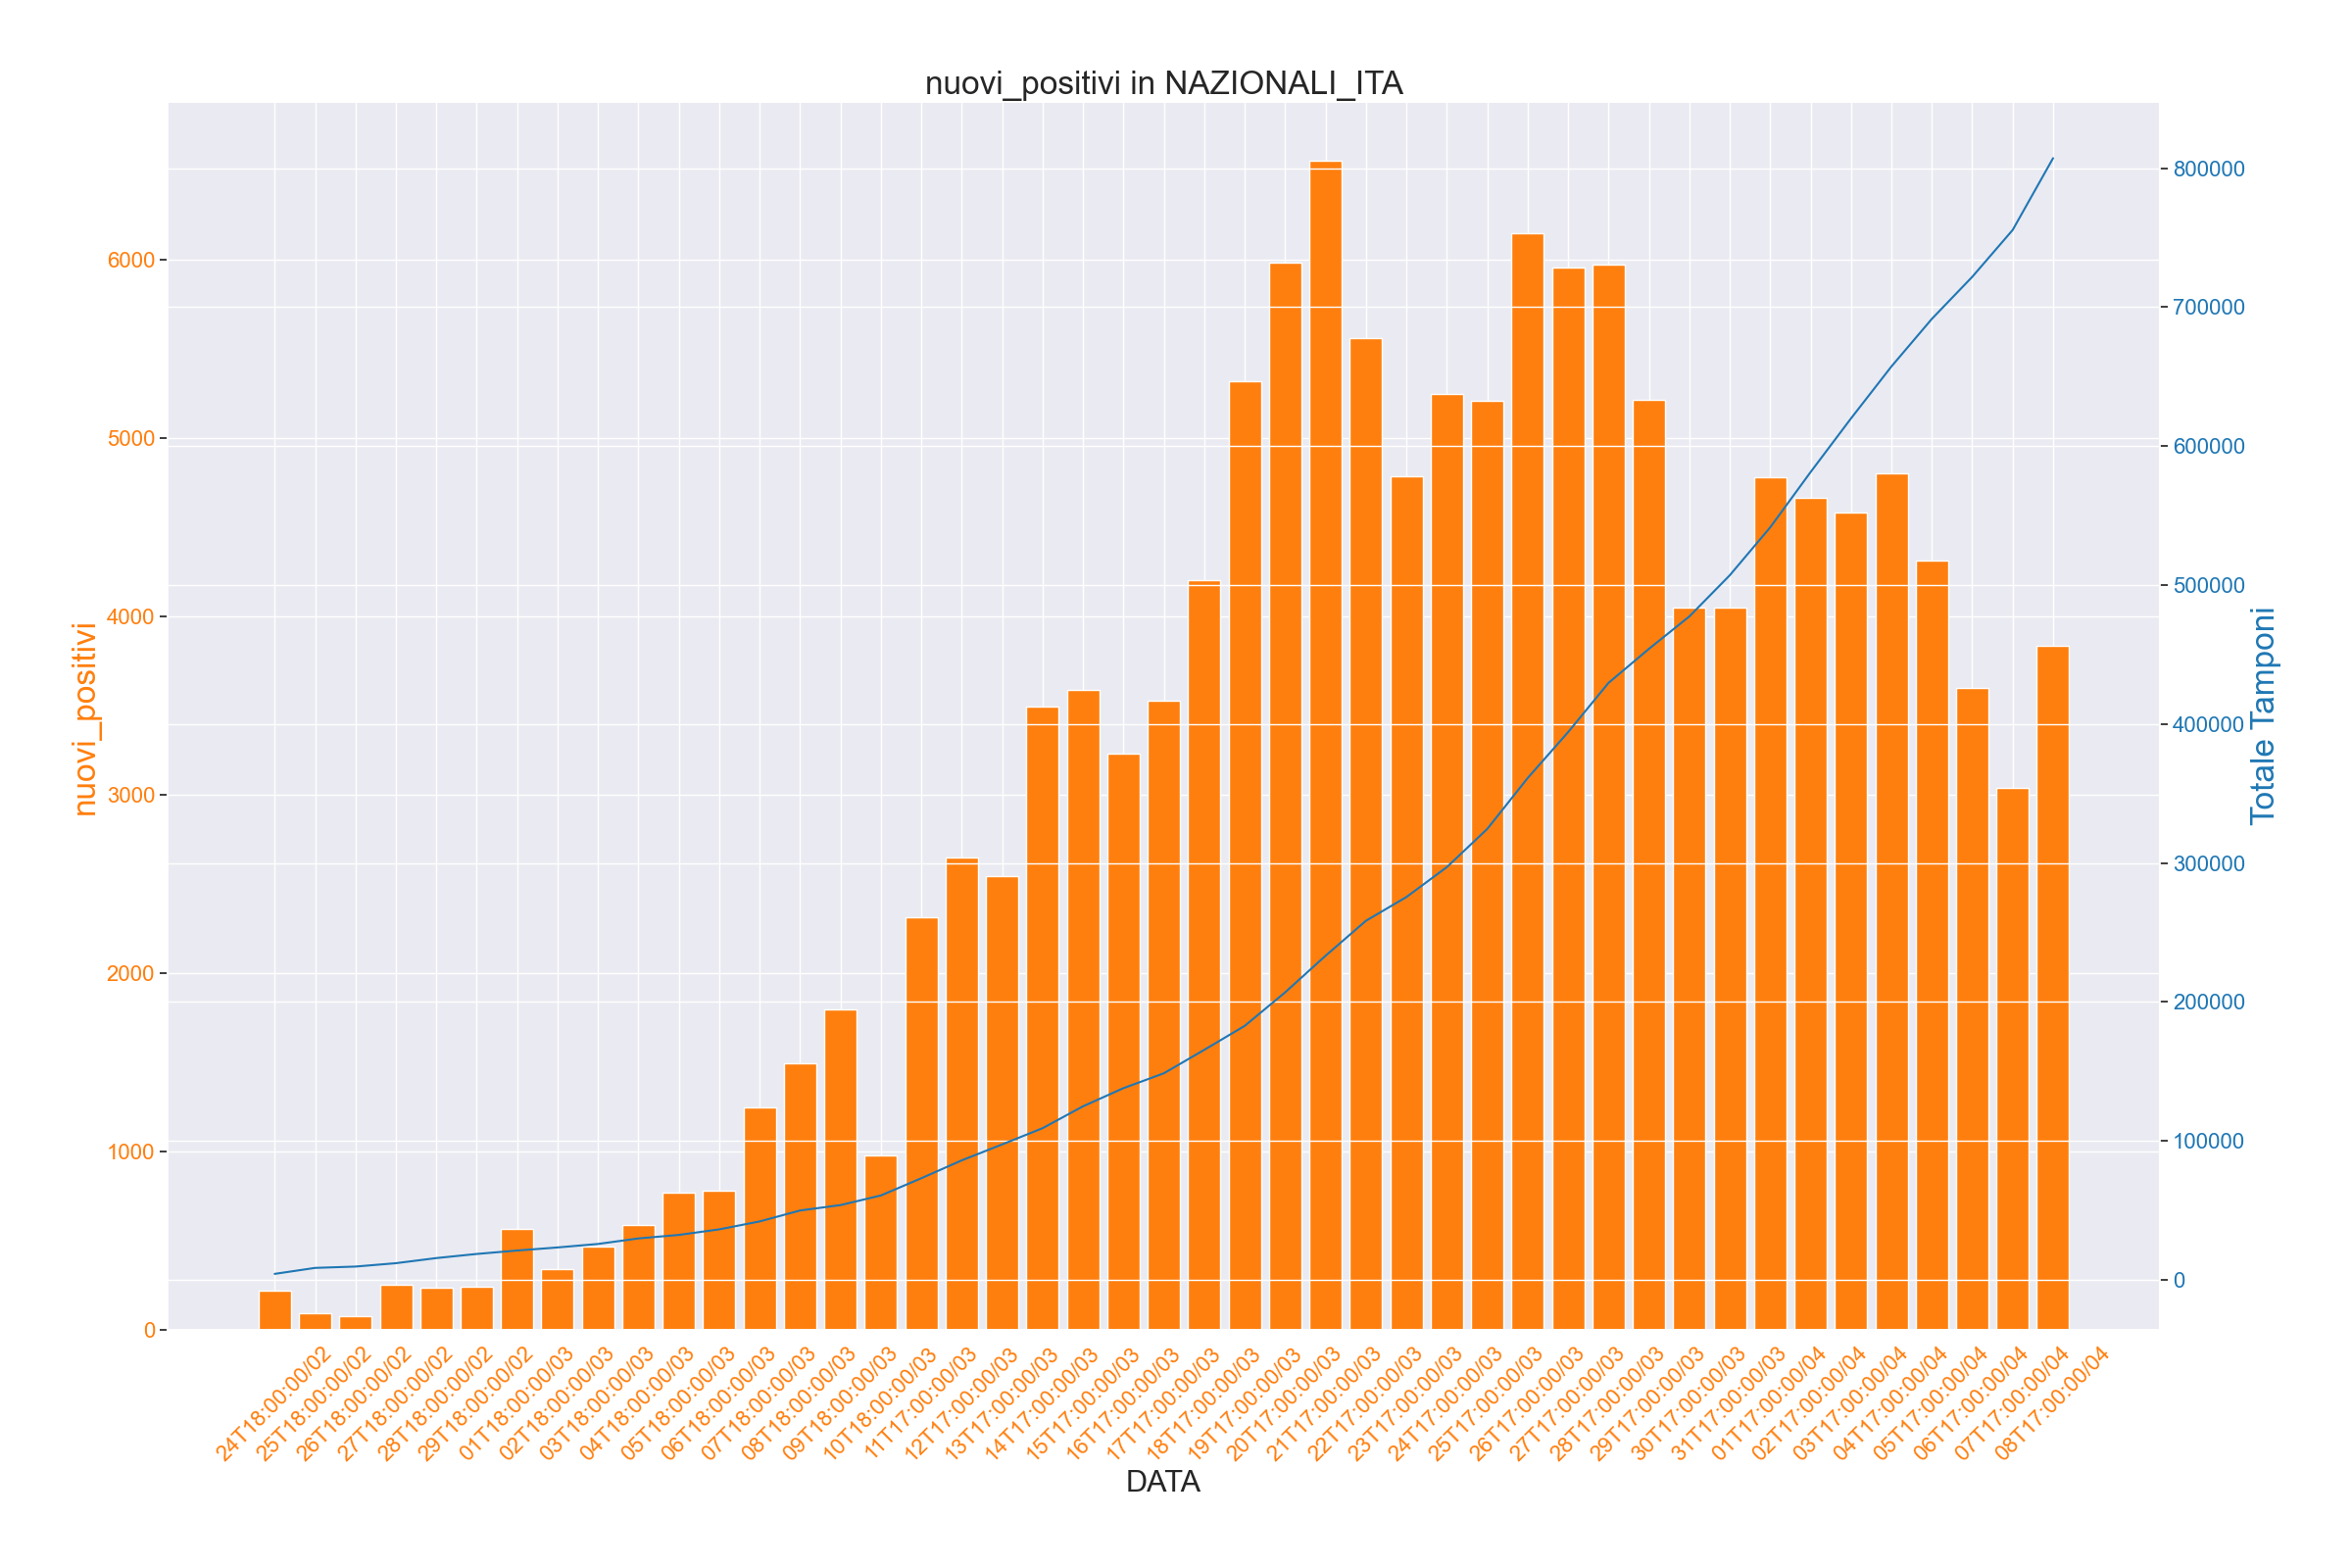 nuovi_positivi in NAZIONALI_ITA
6000
5000
4000
3000
2000
1000
0
nuovi_positivi
800000
700000
600000
500000
400000
300000
200000
100000
0
Totale Tamponi
24T18:00:00/02
25T18:00:00/02
26T18:00:00/02
27T18:00:00/02
28T18:00:00/02
29T18:00:00/02
01T18:00:00/03
02T18:00:00/03
03T18:00:00/03
04T18:00:00/03
05T18:00:00/03
06T18:00:00/03
07T18:00:00/03
08T18:00:00/03
09T18:00:00/03
10T18:00:00/03
11T17:00:00/03
12T17:00:00/03
13T17:00:00/03
14T17:00:00/03
15T17:00:00/03
16T17:00:00/03
17T17:00:00/03
18T17:00:00/03
19T17:00:00/03
20T17:00:00/03
21T17:00:00/03
22T17:00:00/03
23T17:00:00/03
24T17:00:00/03
25T17:00:00/03
26T17:00:00/03
27T17:00:00/03
28T17:00:00/03
29T17:00:00/03
30T17:00:00/03
31T17:00:00/03
01T17:00:00/04
02T17:00:00/04
03T17:00:00/04
04T17:00:00/04
05T17:00:00/04
06T17:00:00/04
07T17:00:00/04
08T17:00:00/04
DATA